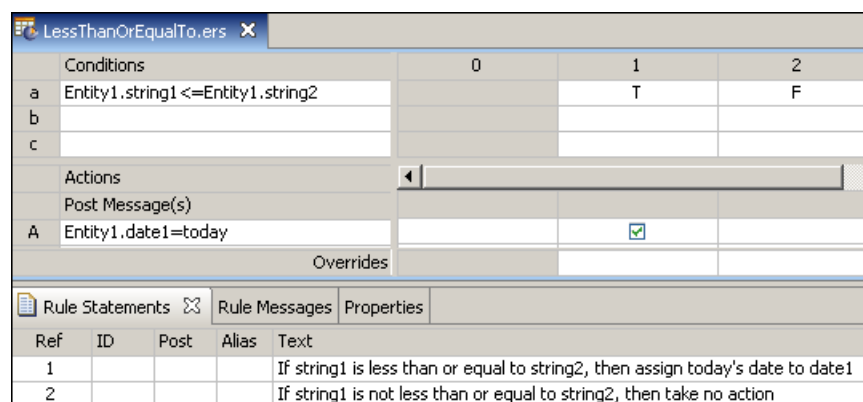 LessThanOrEqualTo.ers
Conditions 0 1 2
a Entity1.string1<=Entity1.string2 T F
b
c
Actions
Post Message(s)
A Entity1.date1=today
Overrides
Rule Statements Rule Messages Properties
Ref ID Post Alias Text
1 If string1 is less than or equal to string2, then assign today's date to date1
2 If string1 is not less than or equal to string2, then take no action